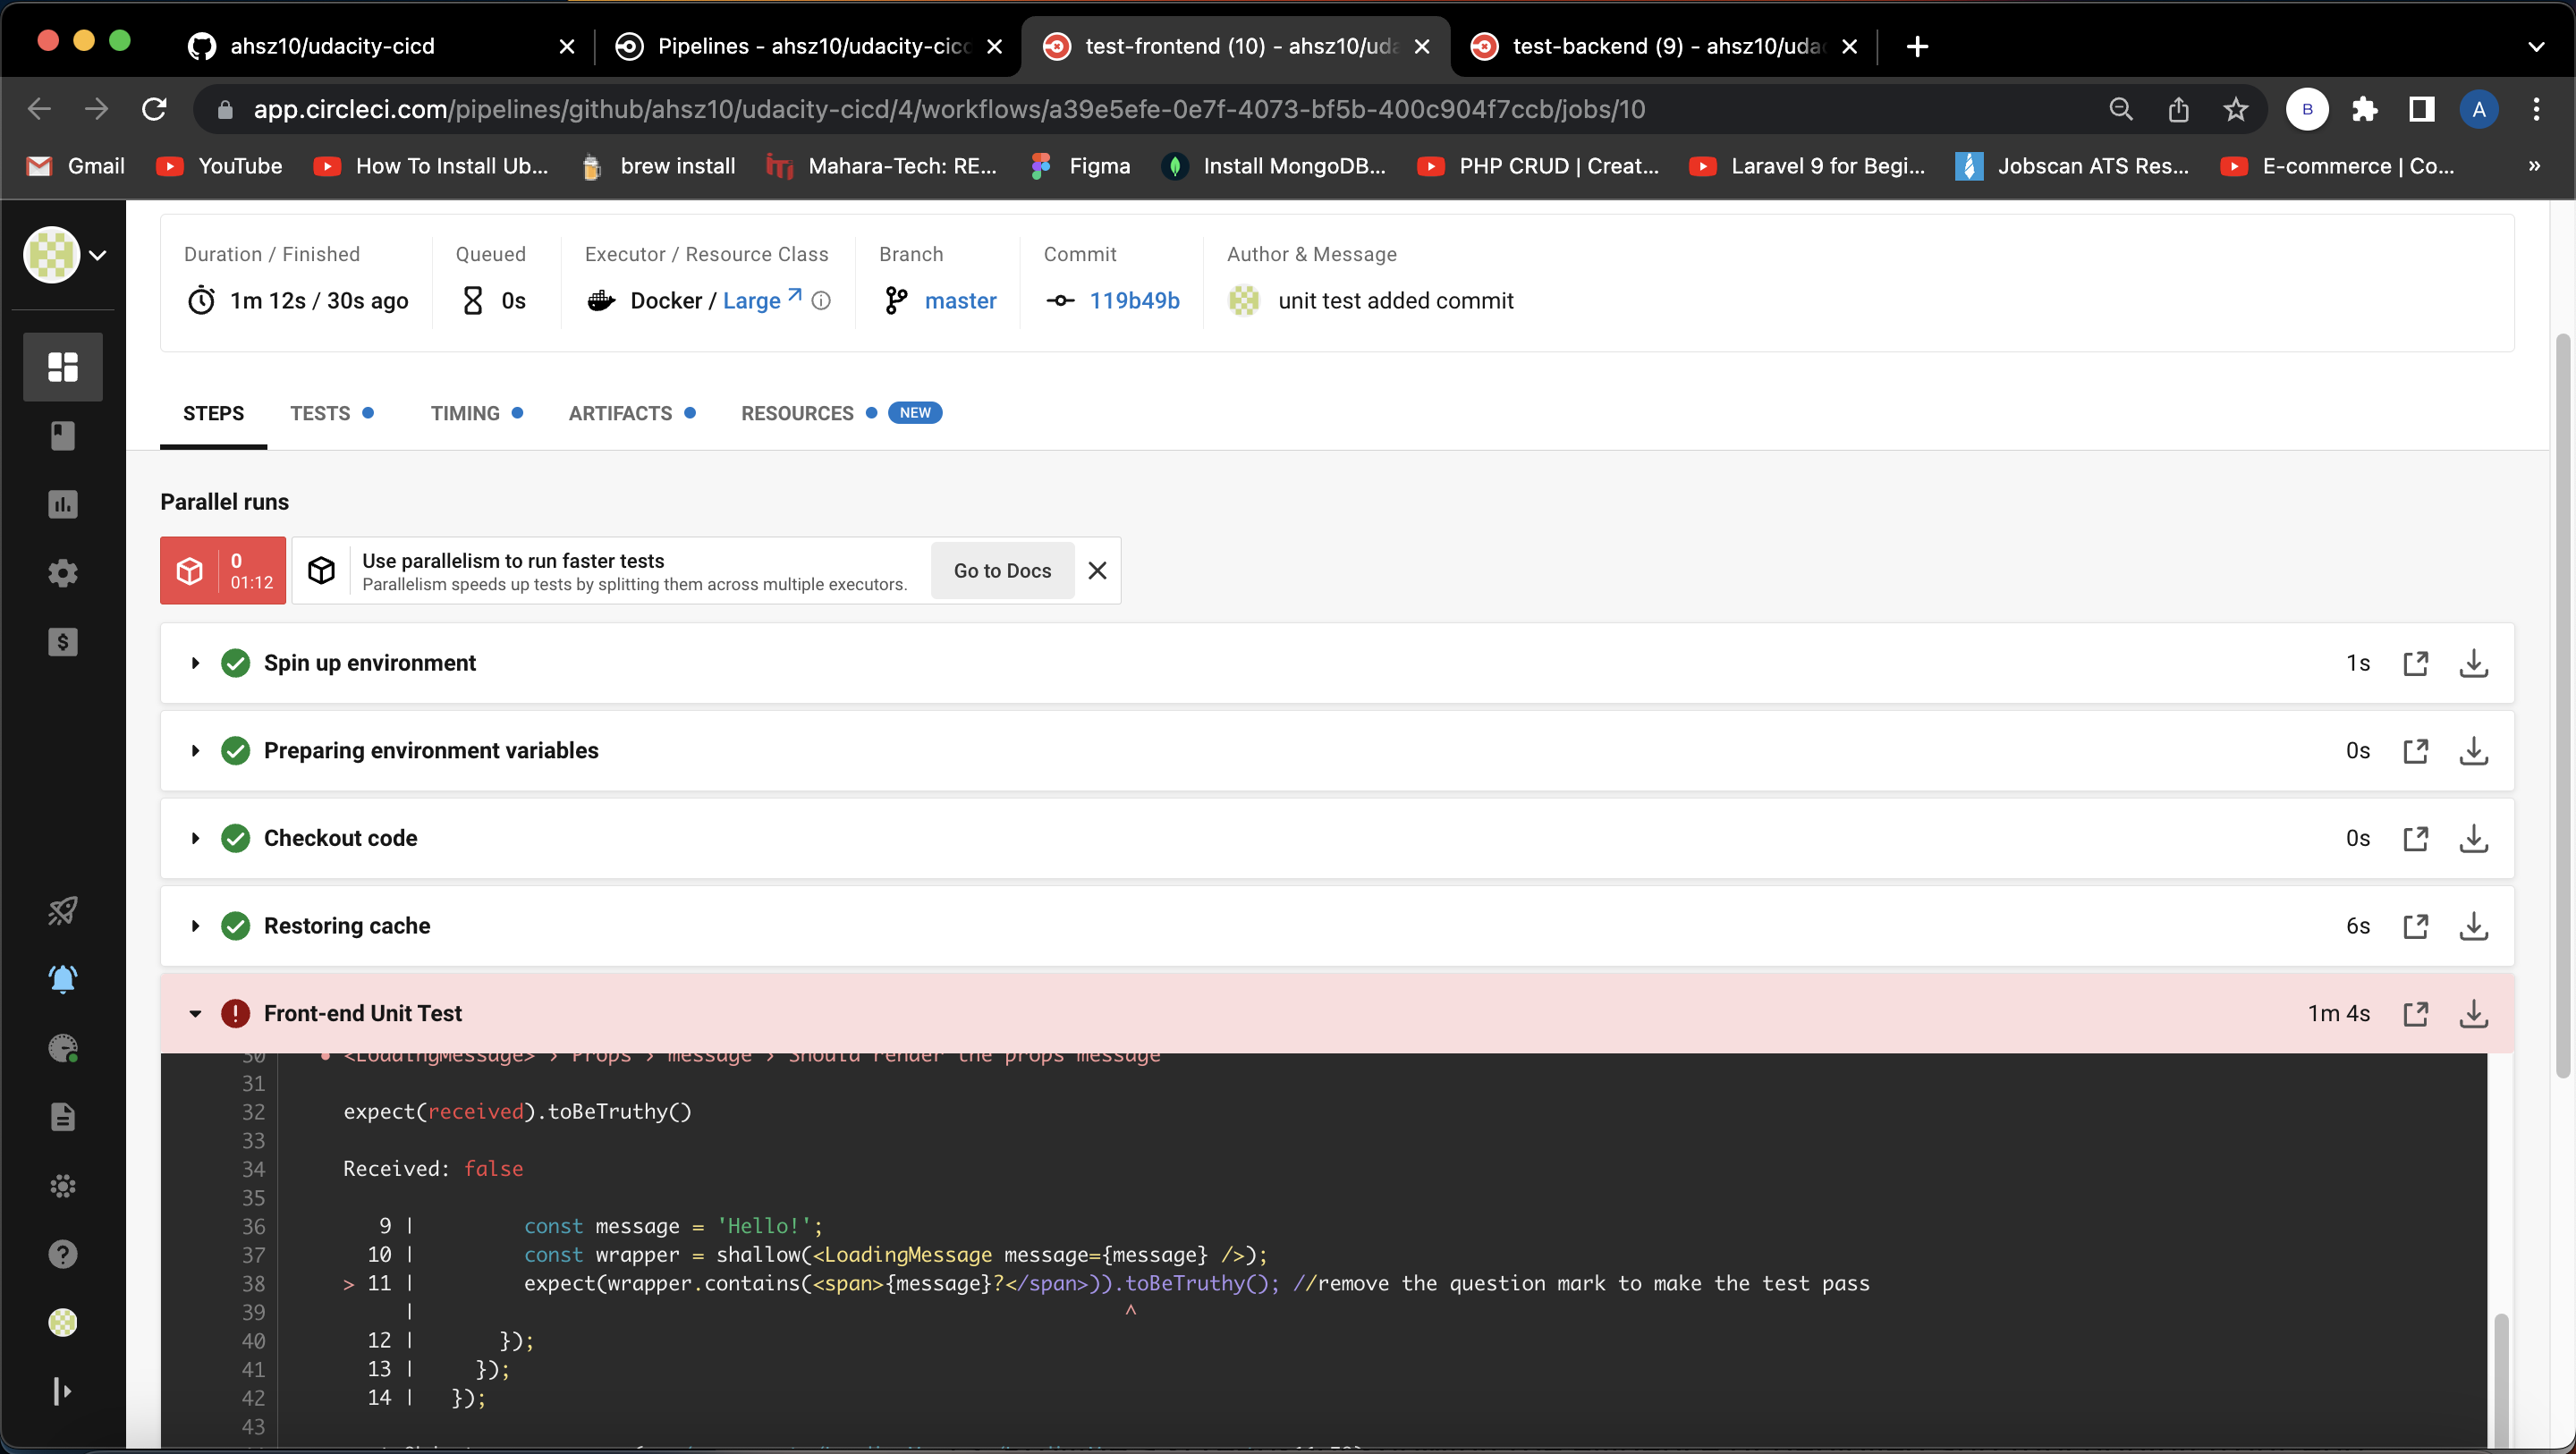 ahsz10/udacity-cicd
Pipelines - ahsz10/udacity-cicd
test-frontend (10) - ahsz10/uda
test-backend (9) - ahsz10/uda
app.circleci.com/pipelines/github/ahsz10/udacity-cicd/4/workflows/a39e5efe-0e7f-4073-bf5b-400c904f7ccb/jobs/10
B
A
Gmail
YouTube
How To Install Ub...
brew install
Mahara-Tech: RE...
Figma
Install MongoDB...
PHP CRUD | Creat...
Laravel 9 for Begi...
Jobscan ATS Res...
E-commerce | Co...
»
Duration / Finished
Queued
Executor / Resource Class
Branch
Commit
Author & Message
1m 12s / 30s ago
0s
Docker / Large
master
119b49b
unit test added commit
STEPS
TESTS
TIMING
ARTIFACTS
RESOURCES
NEW
Parallel runs
0
01:12
Use parallelism to run faster tests
Parallelism speeds up tests by splitting them across multiple executors.
Go to Docs
Spin up environment
1s
Preparing environment variables
0s
Checkout code
0s
Restoring cache
6s
Front-end Unit Test
1m 4s
30 ● <LoadingMessage> › Props › message › Should render the props message
31
32 expect(received).toBeTruthy()
33
34 Received: false
35
36 9 | const message = 'Hello!';
37 10 | const wrapper = shallow(<LoadingMessage message={message} />);
38 > 11 | expect(wrapper.contains(<span>{message}?</span>)).toBeTruthy(); //remove the question mark to make the test pass
39 | ^
40 12 | });
41 13 | });
42 14 | });
43